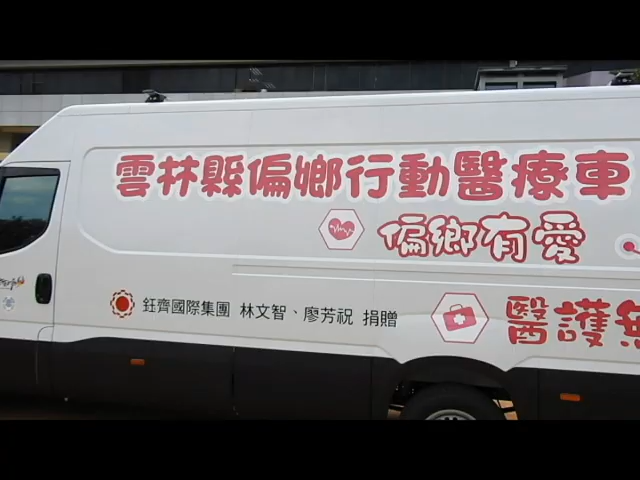 雲林縣偏鄉行動醫療車
偏鄉有愛
鈺齊國際集團 林文智、廖芳祝 捐贈
醫護無